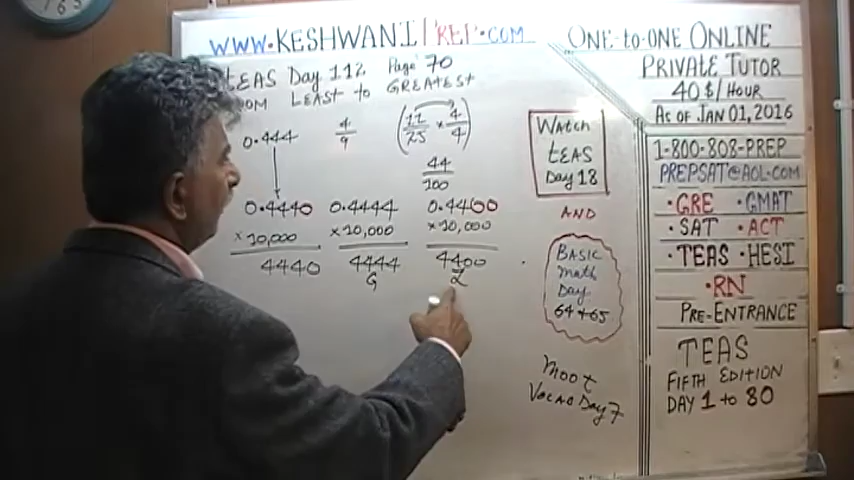 WWW.KESHWANIPREP.COM
TEAS Day 112 Page 70
FROM LEAST to GREATEST
0.444 4/9 (11/25 × 4/4)
44/100
0.4440 0.4444 0.4400
×10,000 ×10,000 ×10,000
4440 4444 4400
G L
Watch
tEAS
Day 18
AND
BASIC
math
Day
64+65
moot
Vocab Day 7
ONE-to-ONE ONLINE
PRIVATE TUTOR
40$/HOUR
As of JAN 01, 2016
1-800-808-PREP
PREPSAT@AOL.COM
•GRE •GMAT
•SAT •ACT
•TEAS •HESI
•RN
PRE-ENTRANCE
TEAS
FIFTH EDITION
DAY 1 to 80